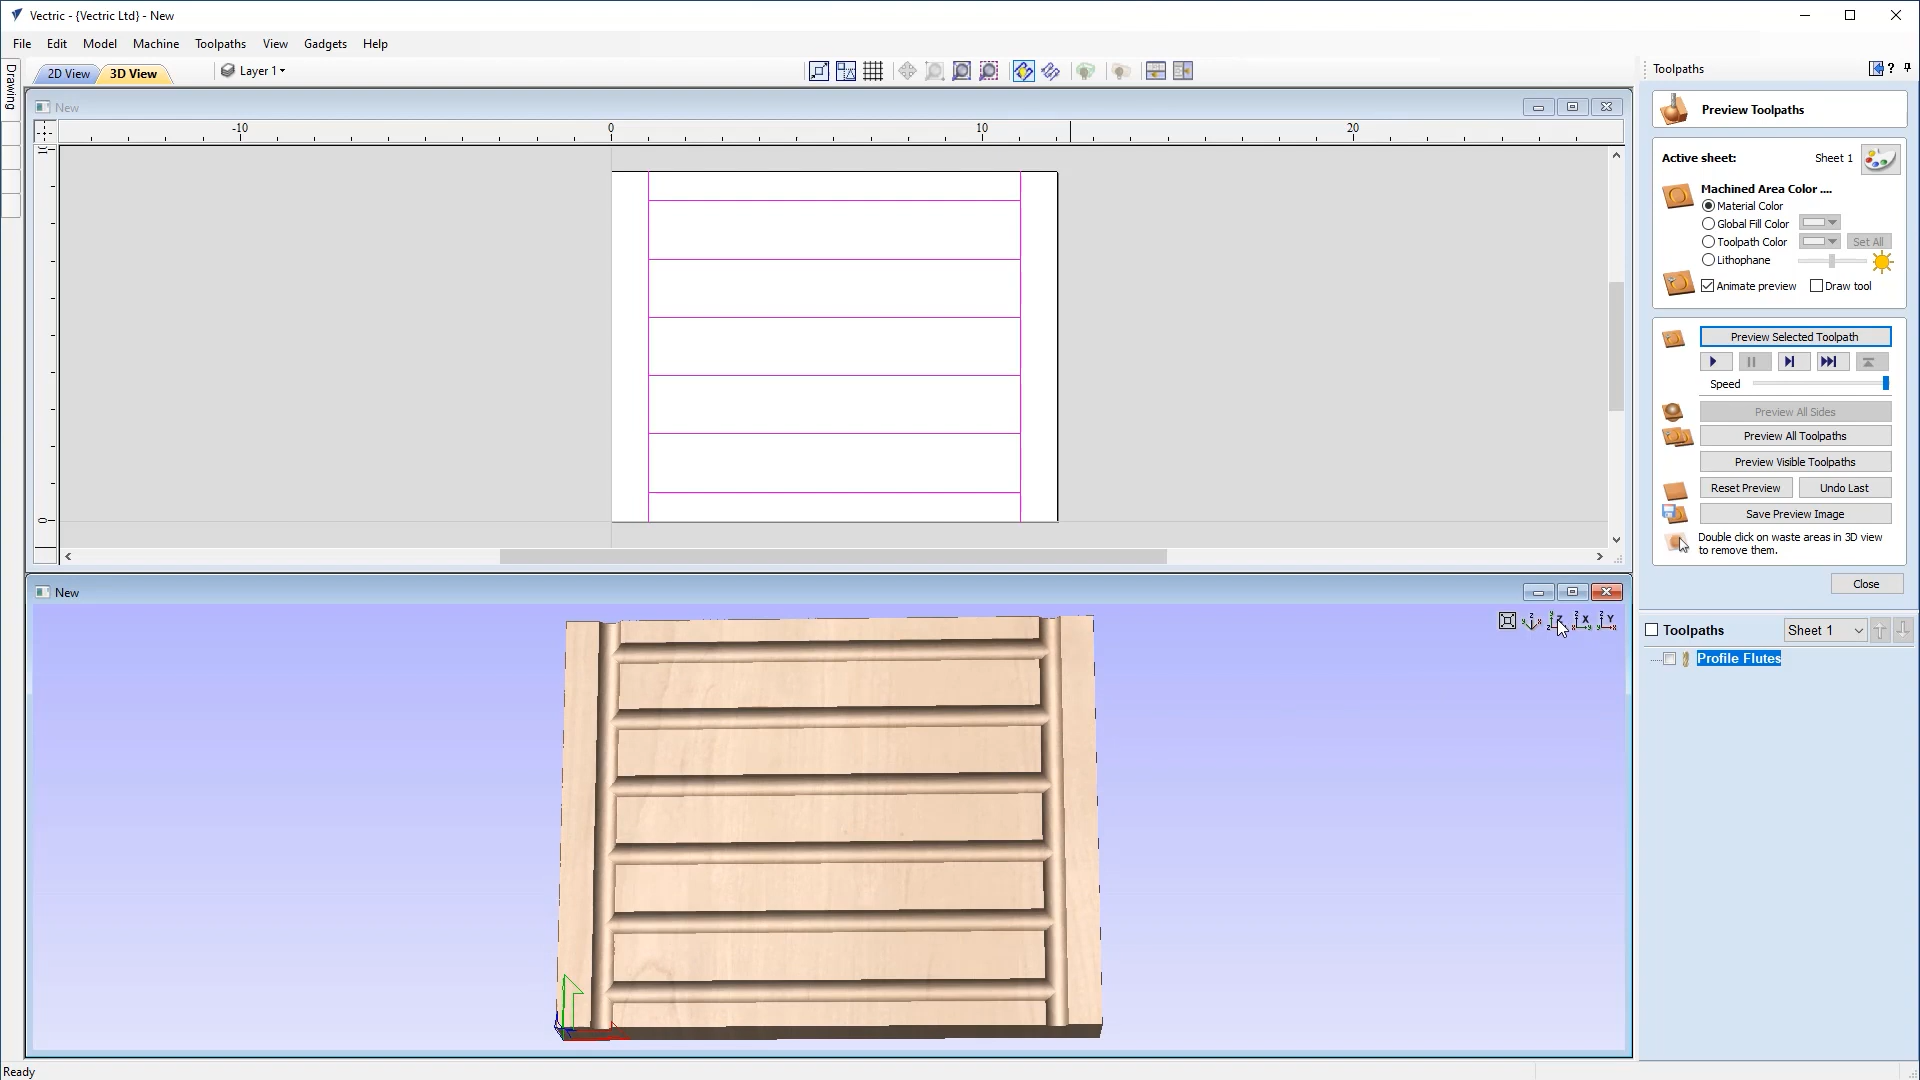 Vectric - {Vectric Ltd} - New
File Edit Model Machine Toolpaths View Gadgets Help
Drawing
2D View 3D View Layer 1
New
-10 0 10 20
10
0
New
Toolpaths ?
Preview Toolpaths
Active sheet: Sheet 1
Machined Area Color ....
Material Color
Global Fill Color
Toolpath Color Set All
Lithophane
Animate preview Draw tool
Preview Selected Toolpath
Speed
Preview All Sides
Preview All Toolpaths
Preview Visible Toolpaths
Reset Preview Undo Last
Save Preview Image
Double click on waste areas in 3D view
to remove them.
Close
Toolpaths Sheet 1
Profile Flutes
Ready